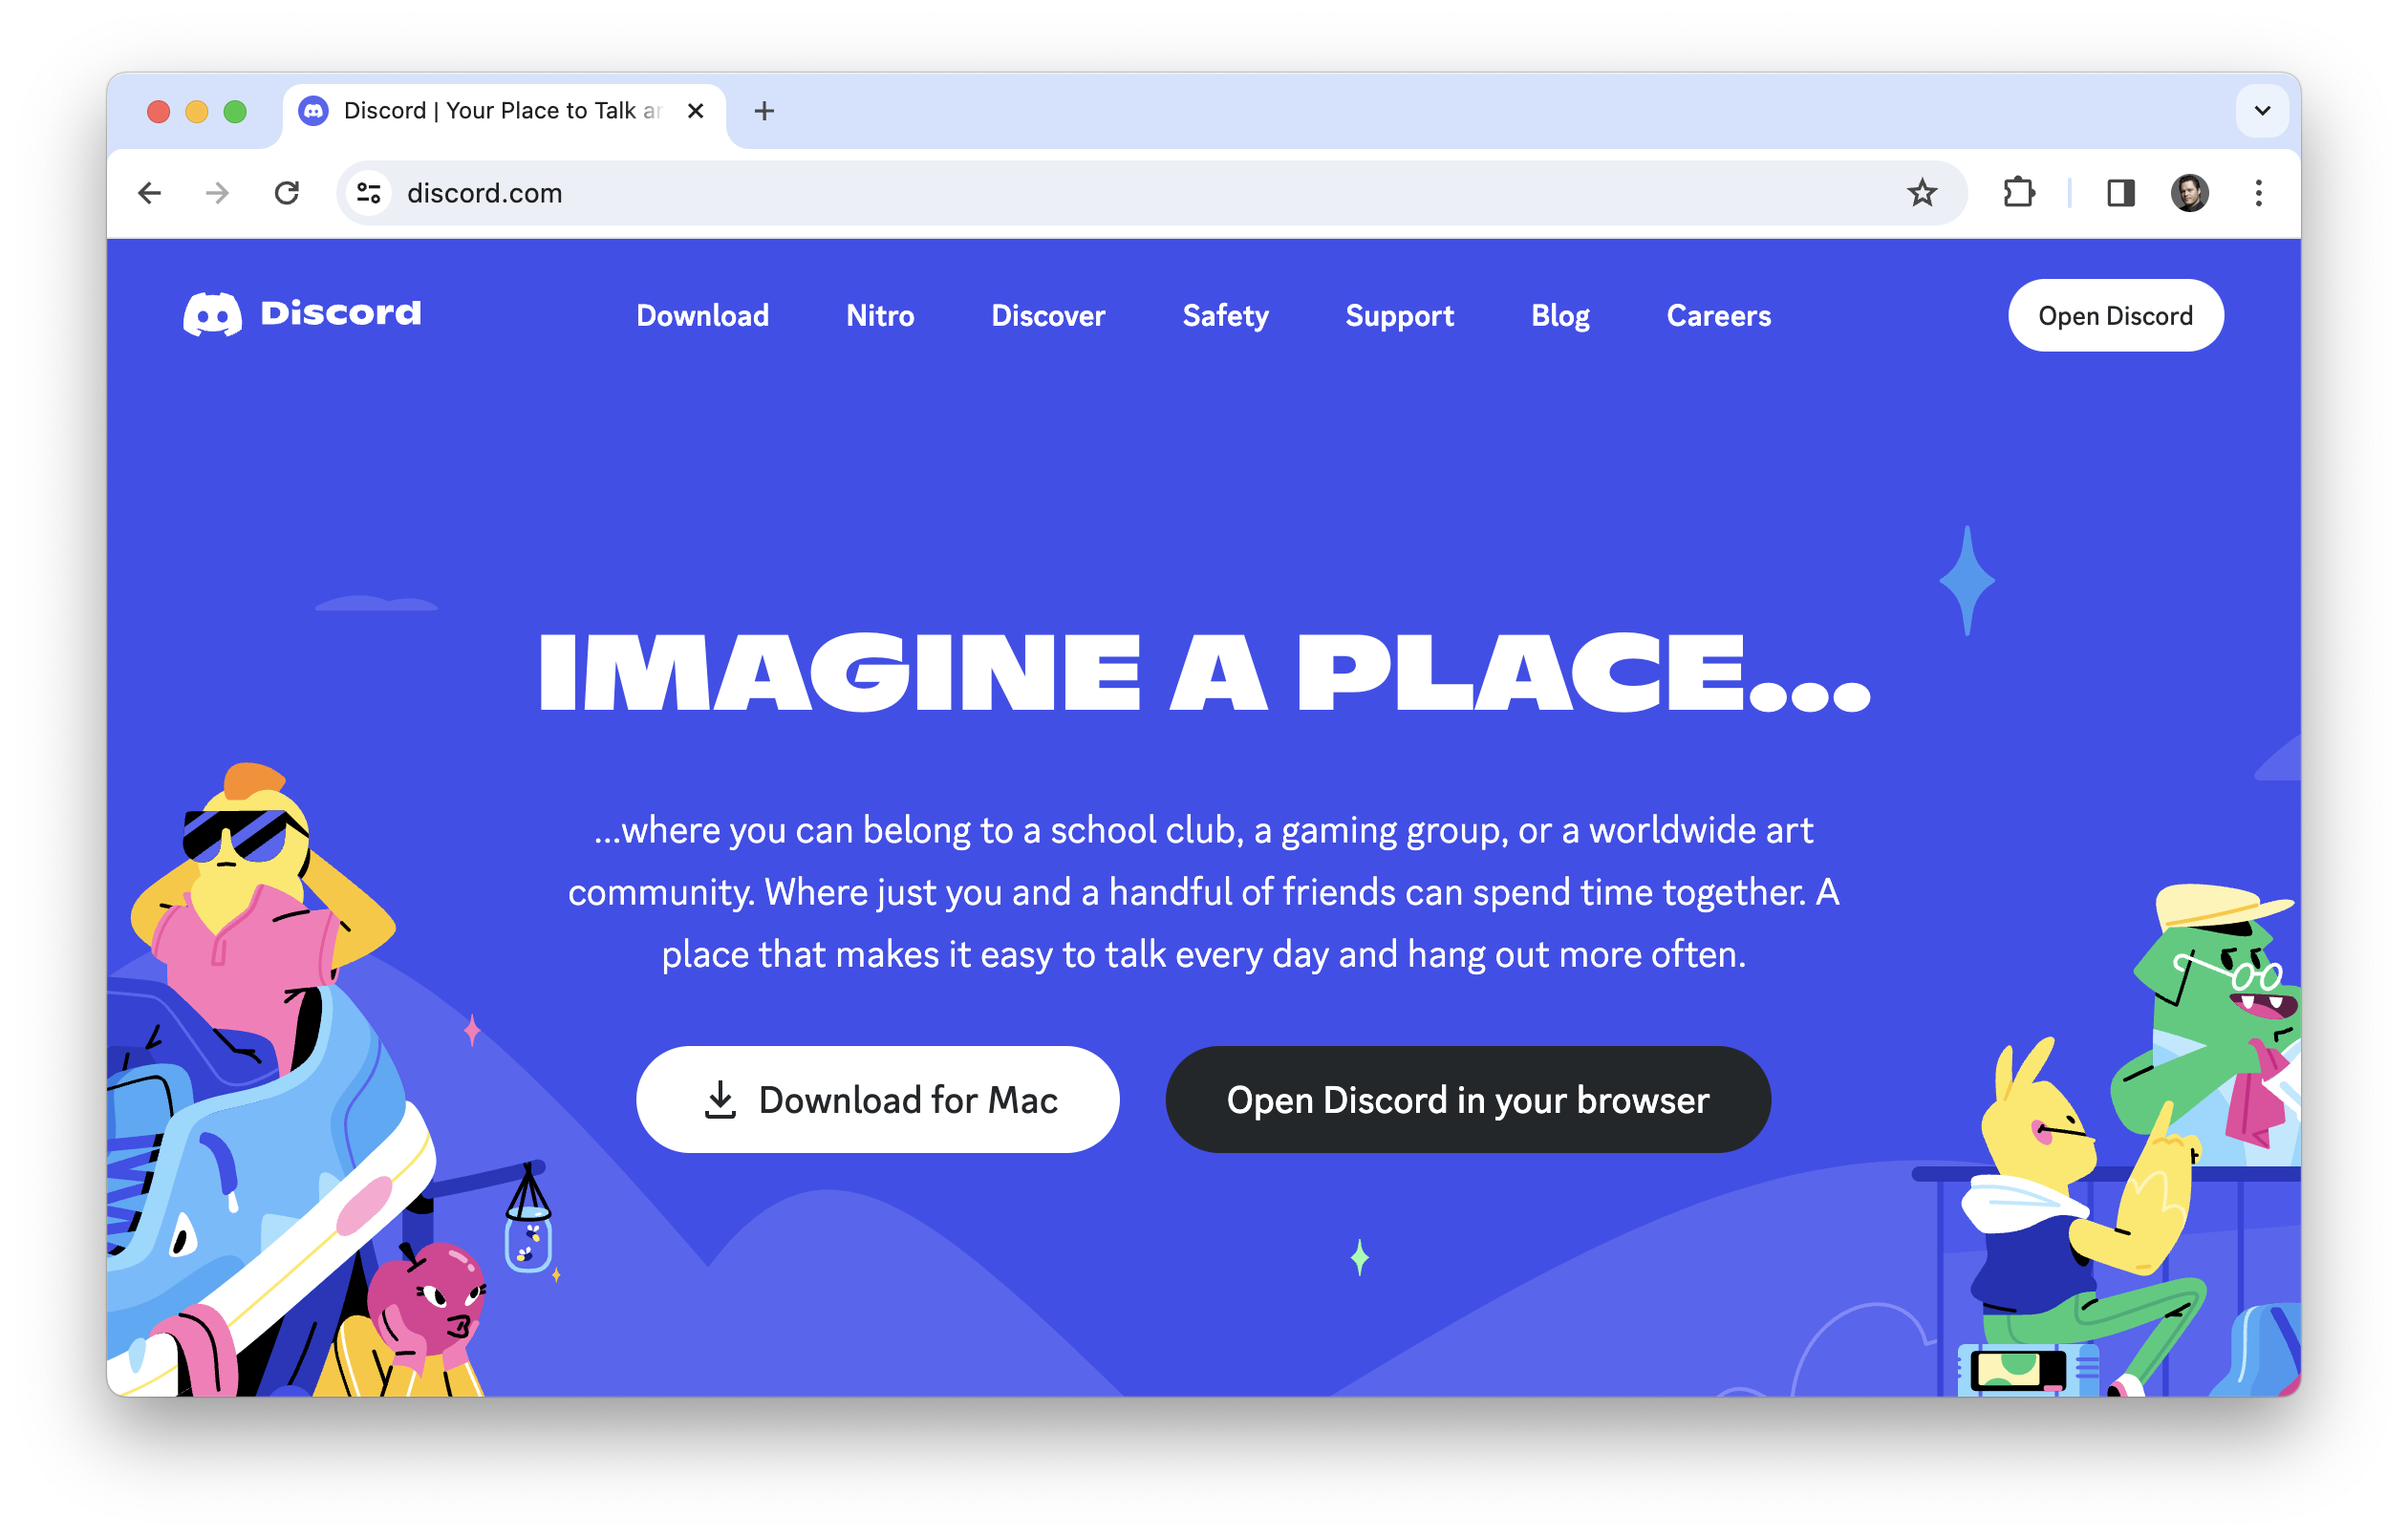 Discord | Your Place to Talk ar
discord.com
Discord
Download Nitro Discover Safety Support Blog Careers
Open Discord
IMAGINE A PLACE...
...where you can belong to a school club, a gaming group, or a worldwide art
community. Where just you and a handful of friends can spend time together. A
place that makes it easy to talk every day and hang out more often.
Download for Mac
Open Discord in your browser